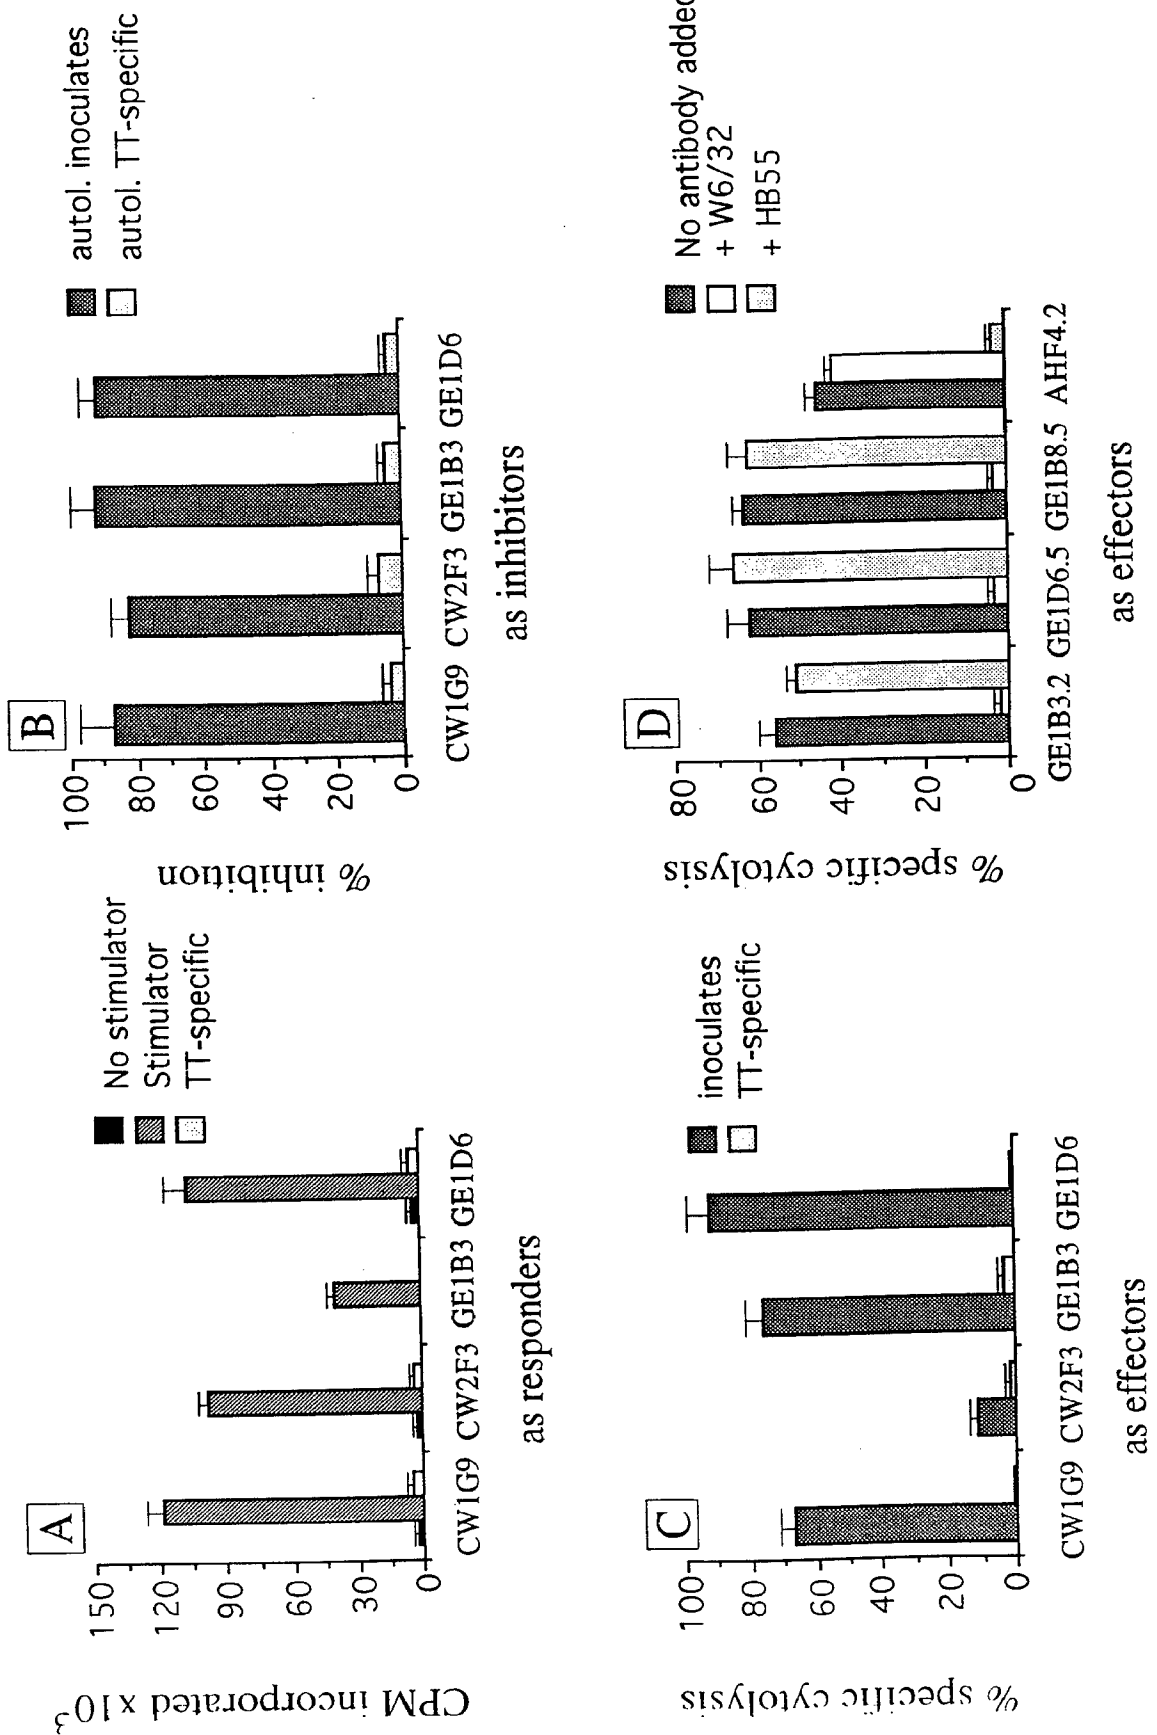 A
CPM incorporated x10³
150
120
90
60
30
0
CW1G9 CW2F3 GE1B3 GE1D6
as responders
No stimulator
Stimulator
TT-specific
B
% inhibition
100
80
60
40
20
0
CW1G9 CW2F3 GE1B3 GE1D6
as inhibitors
autol. inoculates
autol. TT-specific
C
% specific cytolysis
100
80
60
40
20
0
CW1G9 CW2F3 GE1B3 GE1D6
as effectors
inoculates
TT-specific
D
% specific cytolysis
80
60
40
20
0
GE1B3.2 GE1D6.5 GE1B8.5 AHF4.2
as effectors
No antibody added
+ W6/32
+ HB55